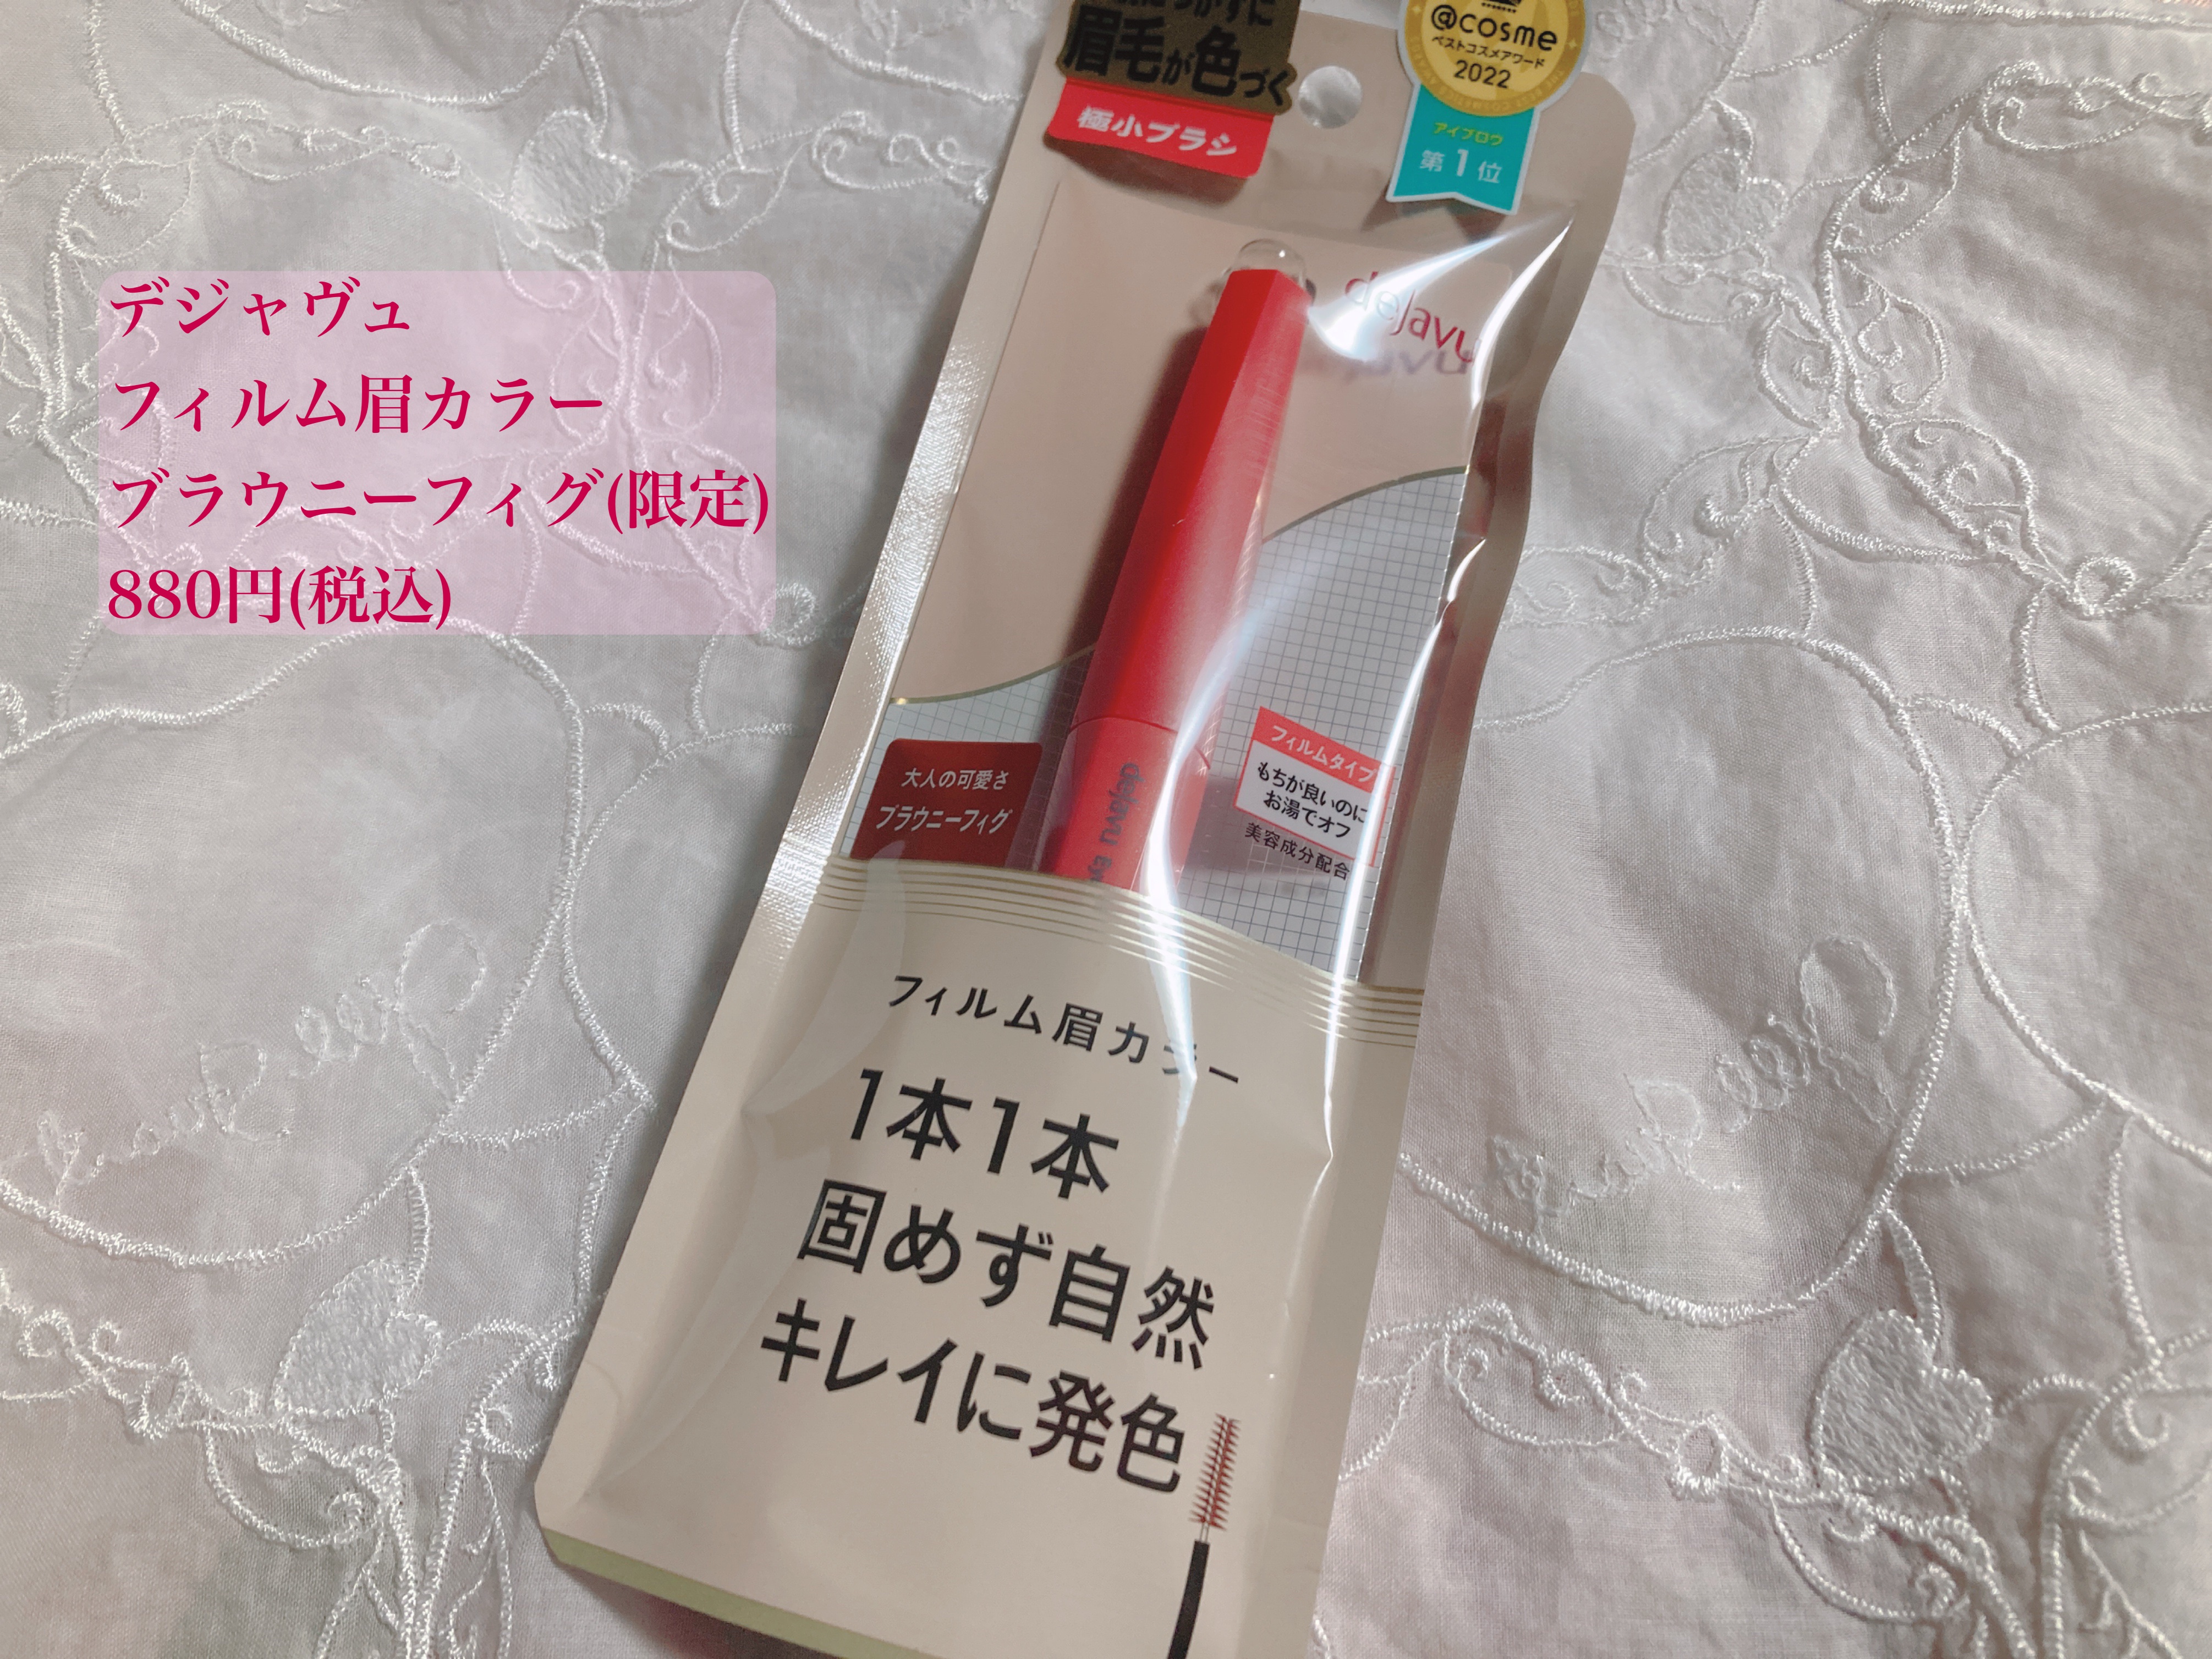 眉毛が色づく
極小ブラシ
@cosme
ベストコスメアワード
2022
アイブロウ
第1位
dejavu
デジャヴュ
フィルム眉カラー
ブラウニーフィグ(限定)
880円(税込)
大人の可愛さ
ブラウニーフィグ
dejavu
フィルムタイプ
もちが良いのに
お湯でオフ
美容成分配合
フィルム眉カラー
1本1本
固めず自然
キレイに発色